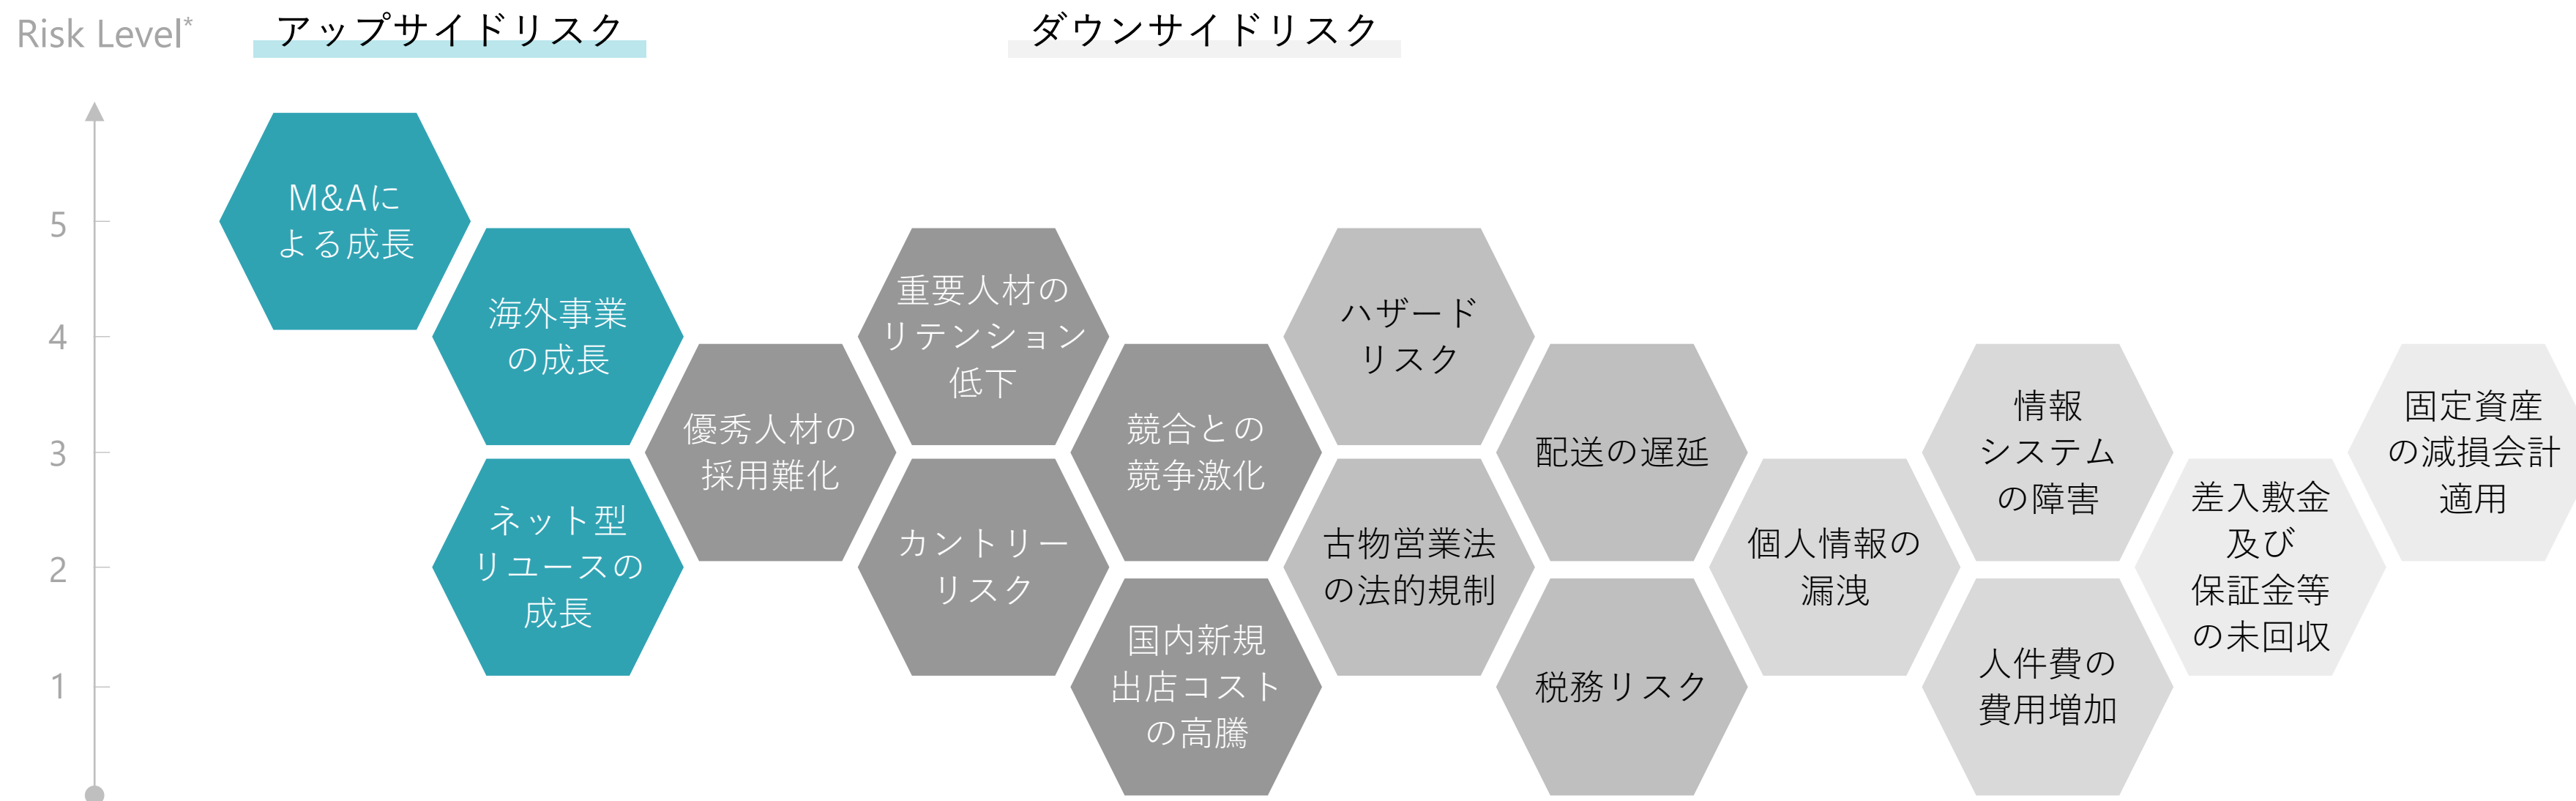 Risk Level*
アップサイドリスク
ダウンサイドリスク
5
4
3
2
1
M&Aに
よる成長
海外事業
の成長
ネット型
リユースの
成長
優秀人材の
採用難化
重要人材の
リテンション
低下
カントリー
リスク
競合との
競争激化
国内新規
出店コスト
の高騰
ハザード
リスク
古物営業法
の法的規制
配送の遅延
税務リスク
個人情報の
漏洩
情報
システム
の障害
人件費の
費用増加
差入敷金
及び
保証金等
の未回収
固定資産
の減損会計
適用